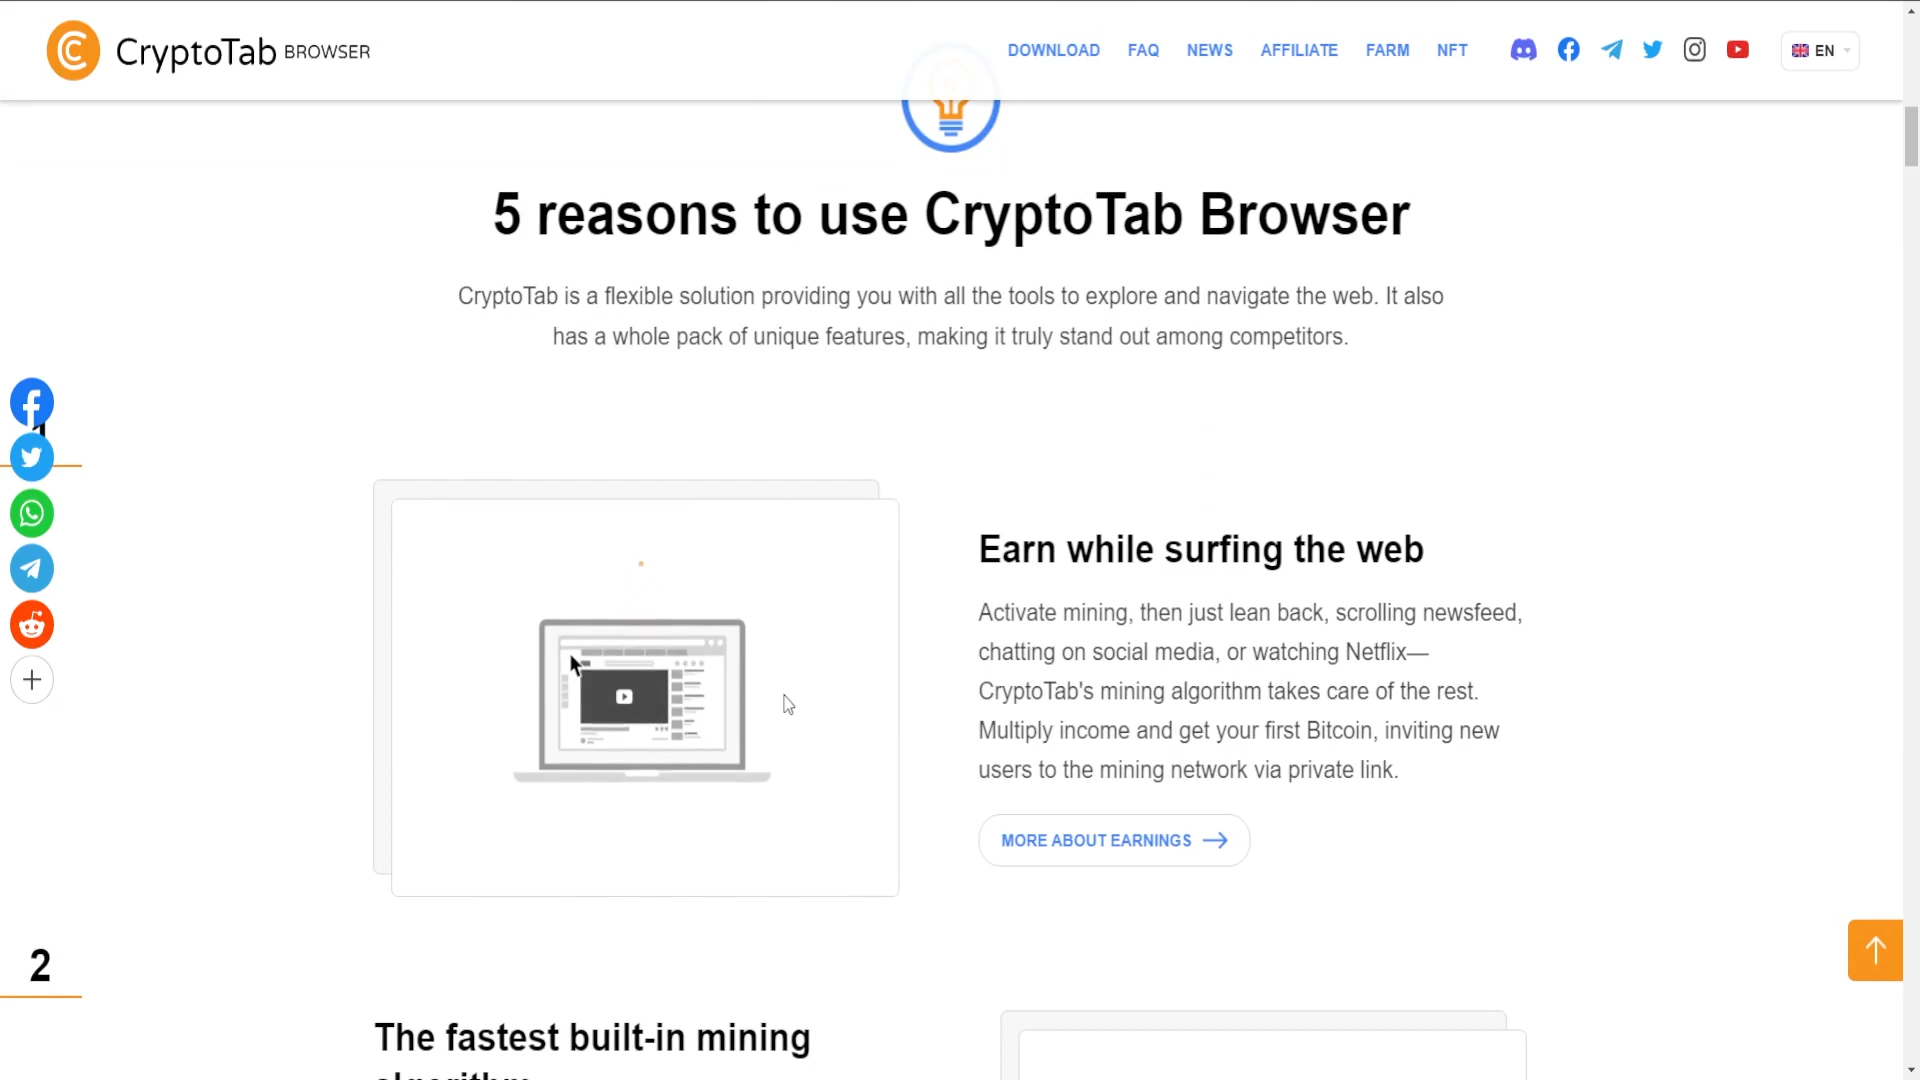 CryptoTab BROWSER
DOWNLOAD FAQ NEWS AFFILIATE FARM NFT EN
5 reasons to use CryptoTab Browser
CryptoTab is a flexible solution providing you with all the tools to explore and navigate the web. It also
has a whole pack of unique features, making it truly stand out among competitors.
1
Earn while surfing the web
Activate mining, then just lean back, scrolling newsfeed,
chatting on social media, or watching Netflix—
CryptoTab's mining algorithm takes care of the rest.
Multiply income and get your first Bitcoin, inviting new
users to the mining network via private link.
MORE ABOUT EARNINGS
2
The fastest built-in mining
algorithm